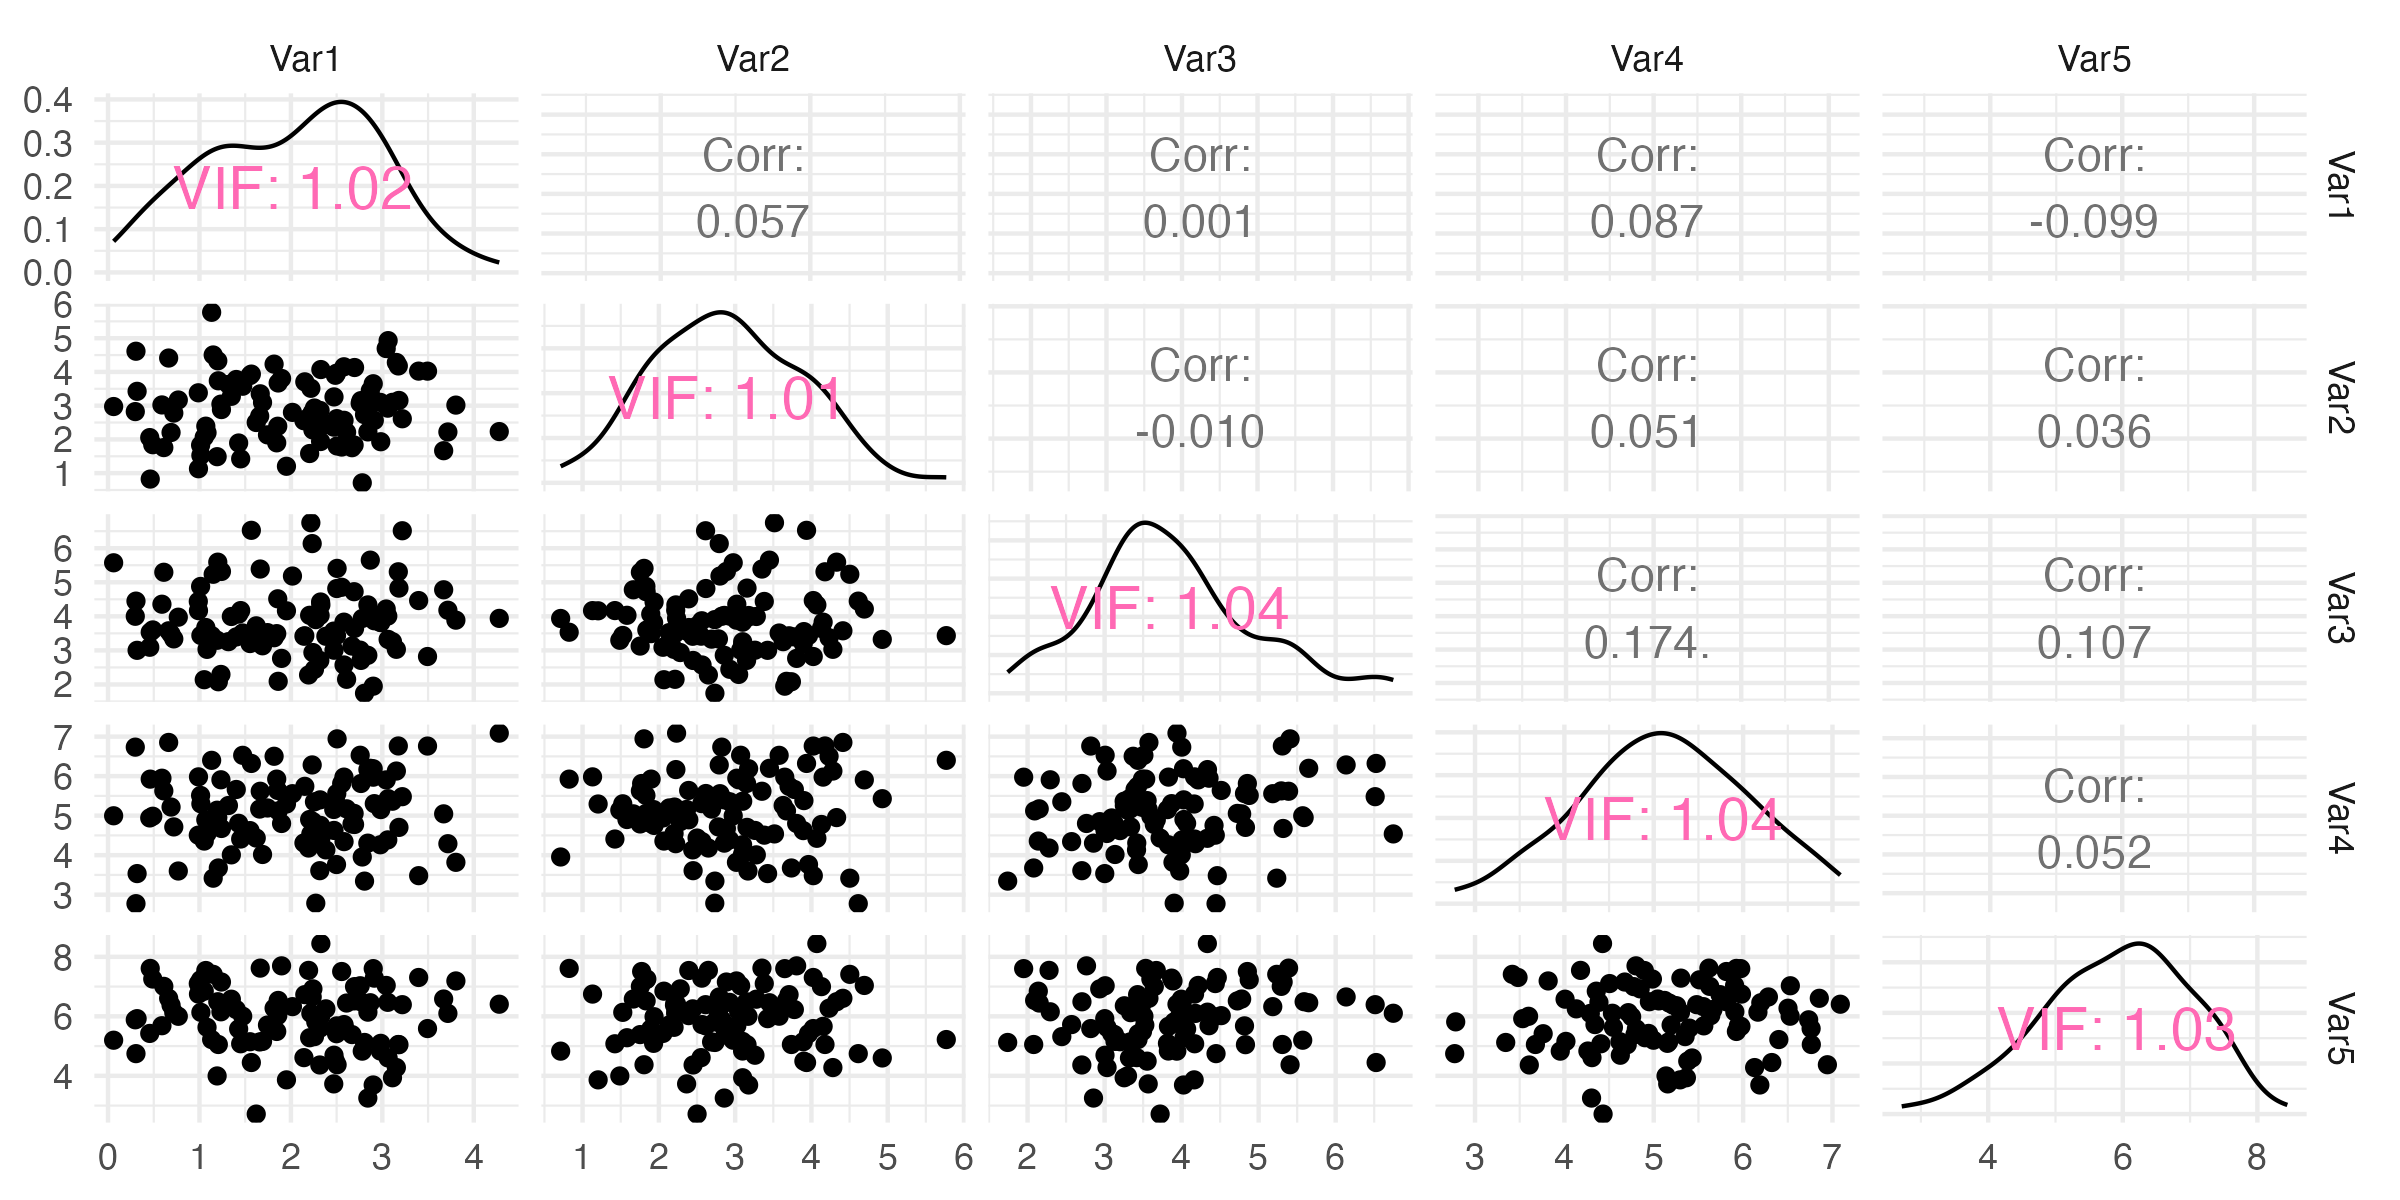 Var1 Var2 Var3 Var4 Var5
0.4
0.3
0.2
0.1
0.0
VIF: 1.02
Corr:
0.057
Corr:
0.001
Corr:
0.087
Corr:
-0.099
Var1
6
5
4
3
2
1
VIF: 1.01
Corr:
-0.010
Corr:
0.051
Corr:
0.036
Var2
6
5
4
3
2
VIF: 1.04
Corr:
0.174.
Corr:
0.107
Var3
7
6
5
4
3
VIF: 1.04
Corr:
0.052
Var4
8
6
4
VIF: 1.03
Var5
0 1 2 3 4 1 2 3 4 5 6 2 3 4 5 6 3 4 5 6 7 4 6 8